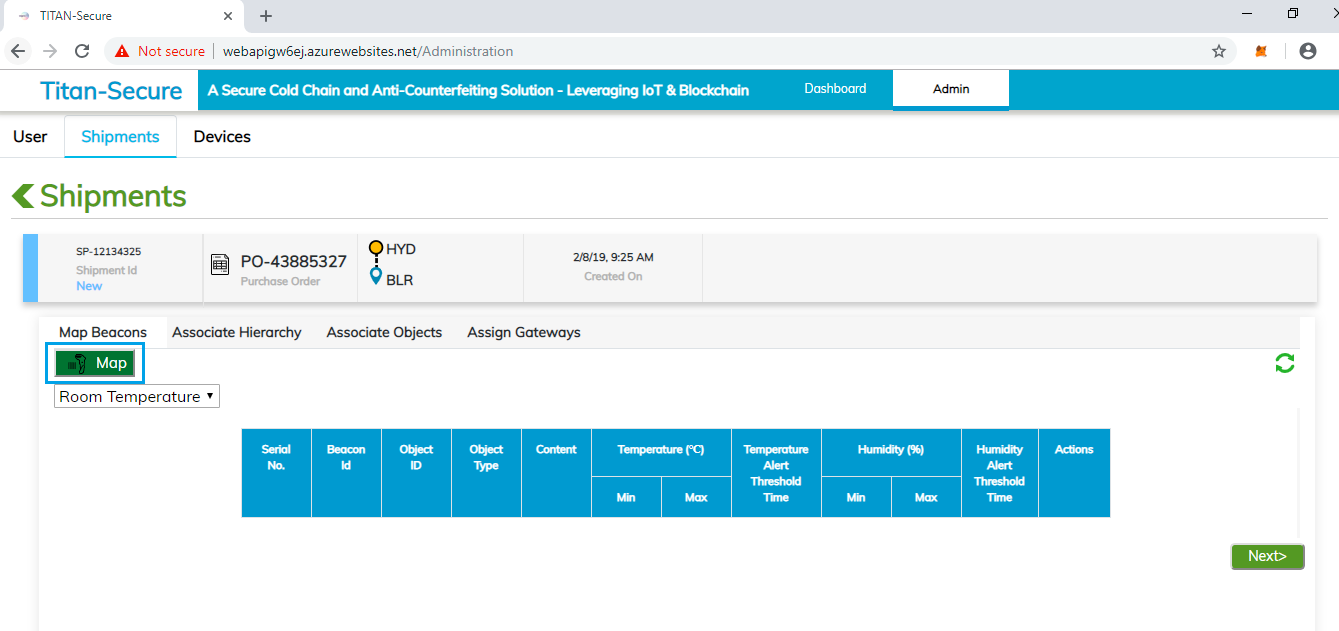 TITAN-Secure
Not secure webapigw6ej.azurewebsites.net/Administration
Titan-Secure A Secure Cold Chain and Anti-Counterfeiting Solution - Leveraging IoT & Blockchain Dashboard Admin
User Shipments Devices
Shipments
SP-12134325
Shipment Id
New
PO-43885327
Purchase Order
HYD
BLR
2/8/19, 9:25 AM
Created On
Map Beacons Associate Hierarchy Associate Objects Assign Gateways
Map
Room Temperature
Serial
No.
Beacon
Id
Object
ID
Object
Type
Content
Temperature (°C)
Min Max
Temperature
Alert
Threshold
Time
Humidity (%)
Min Max
Humidity
Alert
Threshold
Time
Actions
Next>